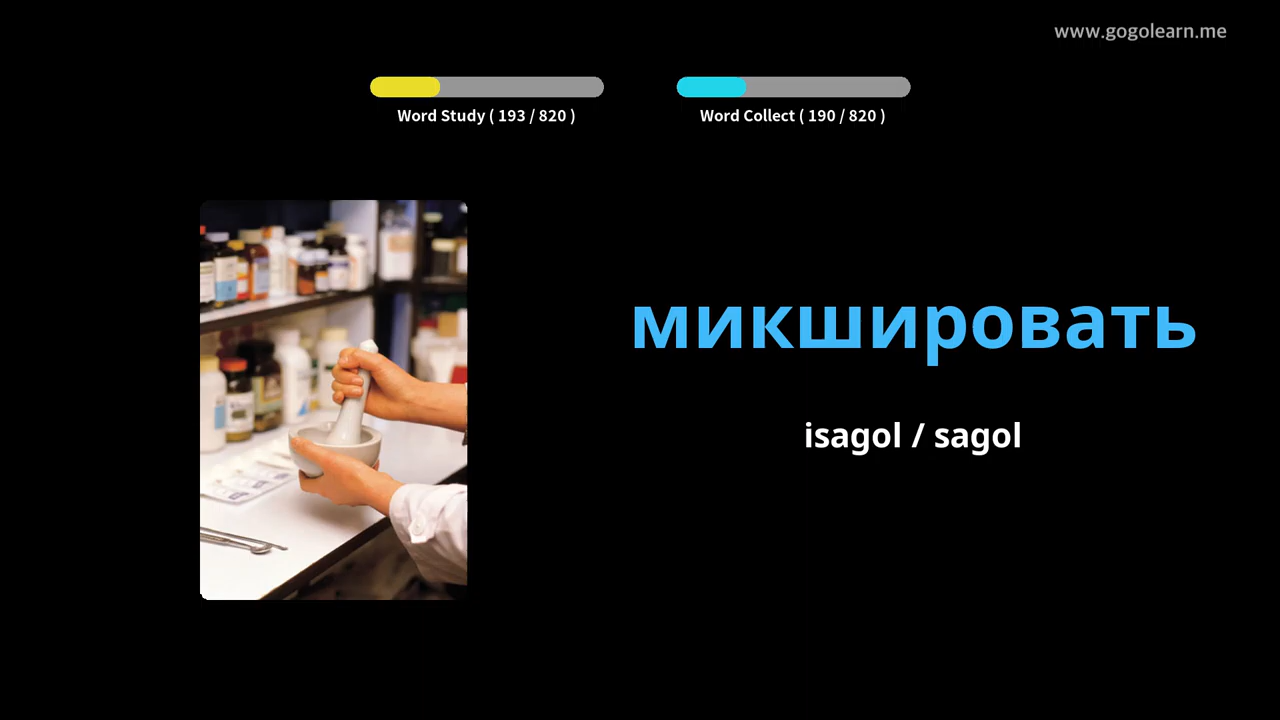 www.gogolearn.me
Word Study ( 193 / 820 )
Word Collect ( 190 / 820 )
микшировать
isagol / sagol